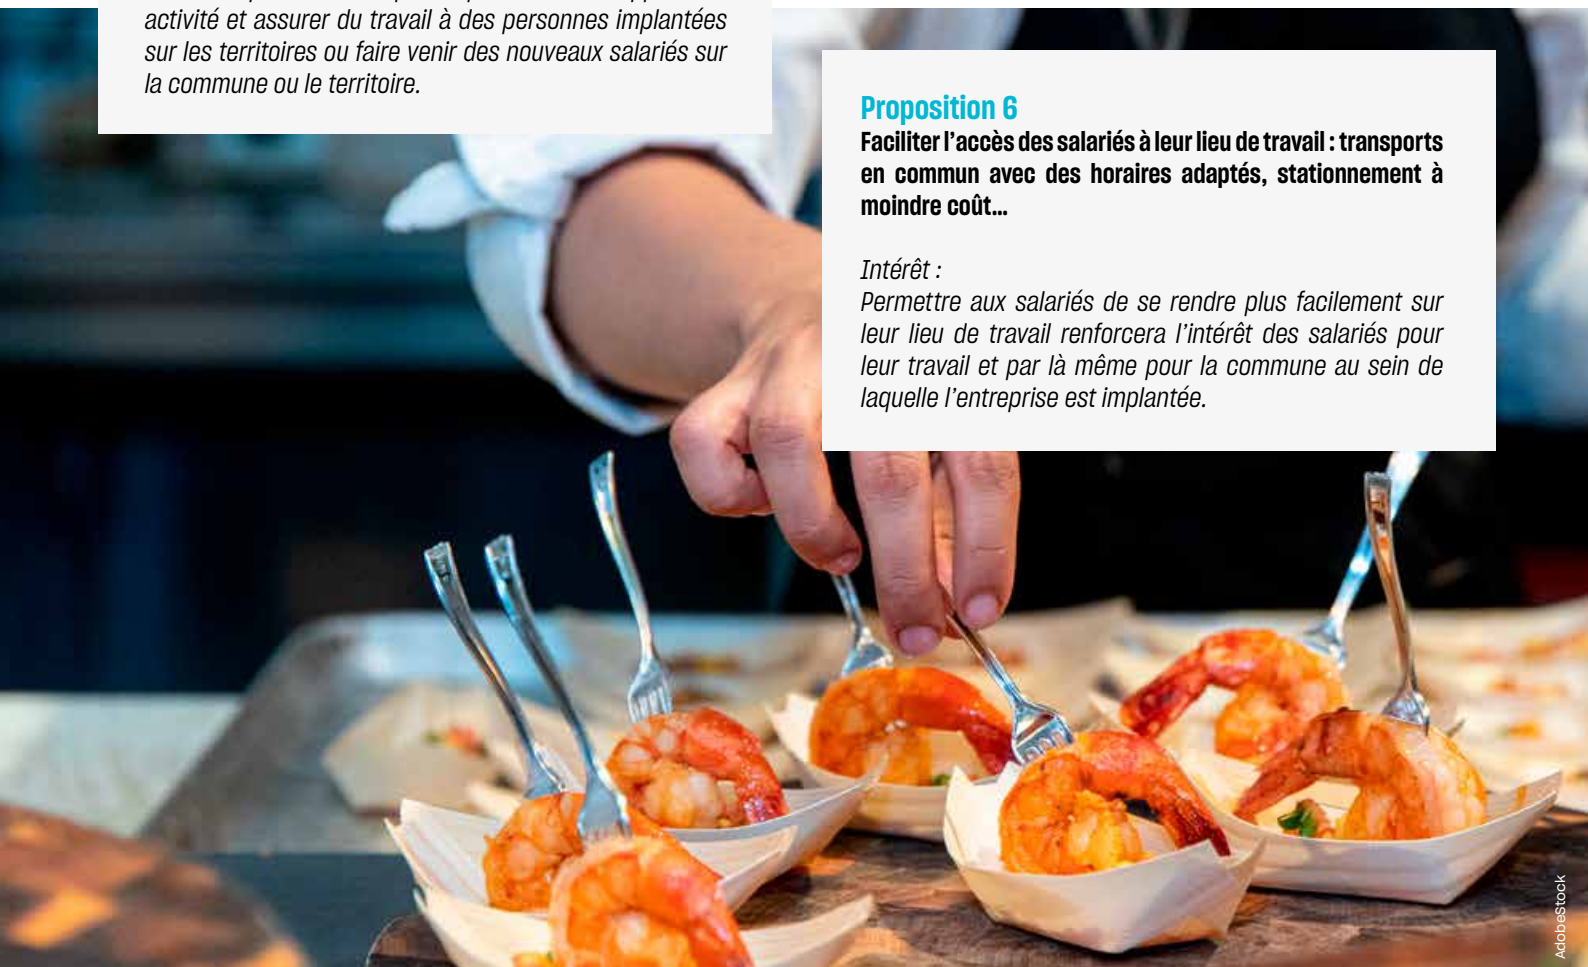 activité et assurer du travail à des personnes implantées
sur les territoires ou faire venir des nouveaux salariés sur
la commune ou le territoire.
Proposition 6
Faciliter l’accès des salariés à leur lieu de travail : transports
en commun avec des horaires adaptés, stationnement à
moindre coût...
Intérêt :
Permettre aux salariés de se rendre plus facilement sur
leur lieu de travail renforcera l’intérêt des salariés pour
leur travail et par là même pour la commune au sein de
laquelle l’entreprise est implantée.
AdobeStock